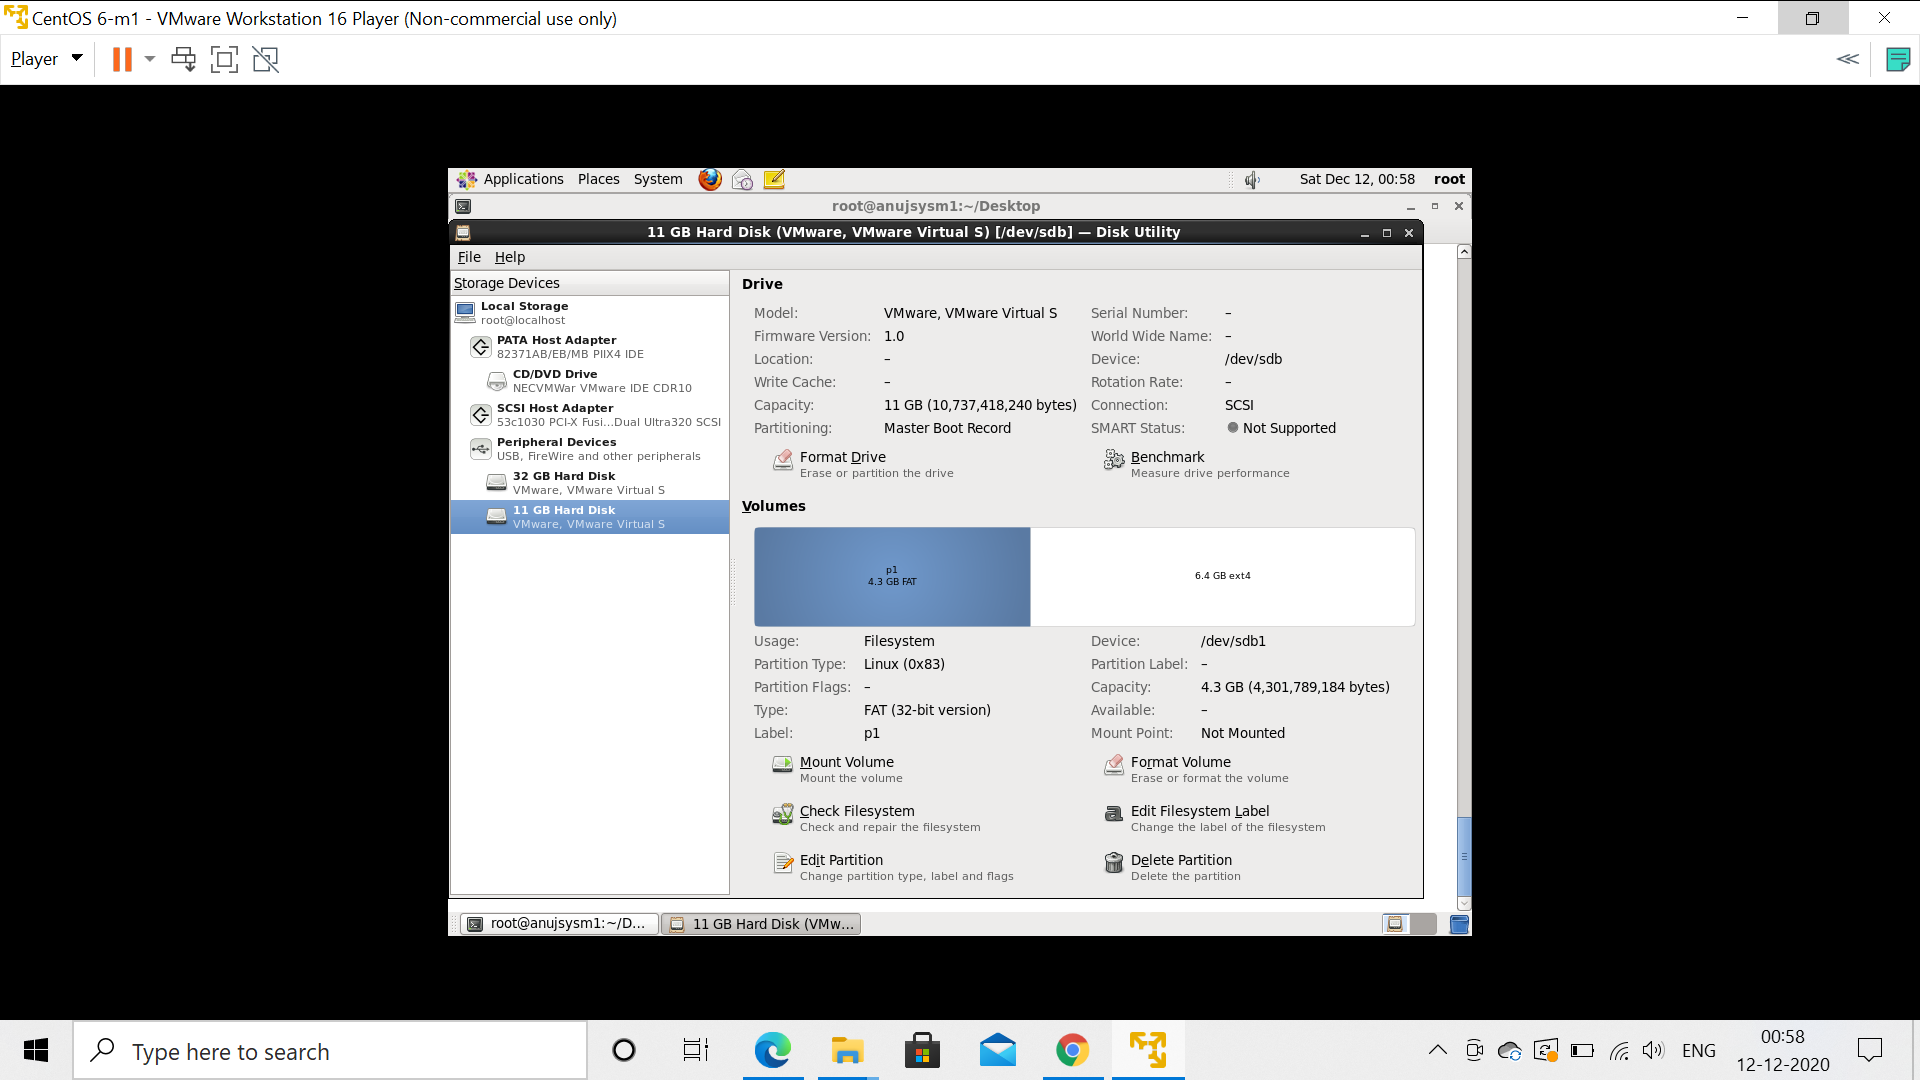 CentOS 6-m1 - VMware Workstation 16 Player (Non-commercial use only)
Player
Applications Places System Sat Dec 12, 00:58 root
root@anujsysm1:~/Desktop
11 GB Hard Disk (VMware, VMware Virtual S) [/dev/sdb] — Disk Utility
File Help
Storage Devices
Local Storage
root@localhost
PATA Host Adapter
82371AB/EB/MB PIIX4 IDE
CD/DVD Drive
NECVMWar VMware IDE CDR10
SCSI Host Adapter
53c1030 PCI-X Fusi...Dual Ultra320 SCSI
Peripheral Devices
USB, FireWire and other peripherals
32 GB Hard Disk
VMware, VMware Virtual S
11 GB Hard Disk
VMware, VMware Virtual S
Drive
Model: VMware, VMware Virtual S Serial Number: –
Firmware Version: 1.0 World Wide Name: –
Location: – Device: /dev/sdb
Write Cache: – Rotation Rate: –
Capacity: 11 GB (10,737,418,240 bytes) Connection: SCSI
Partitioning: Master Boot Record SMART Status: Not Supported
Format Drive Benchmark
Erase or partition the drive Measure drive performance
Volumes
p1
4.3 GB FAT
6.4 GB ext4
Usage: Filesystem Device: /dev/sdb1
Partition Type: Linux (0x83) Partition Label: –
Partition Flags: – Capacity: 4.3 GB (4,301,789,184 bytes)
Type: FAT (32-bit version) Available: –
Label: p1 Mount Point: Not Mounted
Mount Volume Format Volume
Mount the volume Erase or format the volume
Check Filesystem Edit Filesystem Label
Check and repair the filesystem Change the label of the filesystem
Edit Partition Delete Partition
Change partition type, label and flags Delete the partition
root@anujsysm1:~/D... 11 GB Hard Disk (VMw...
Type here to search
ENG
00:58
12-12-2020